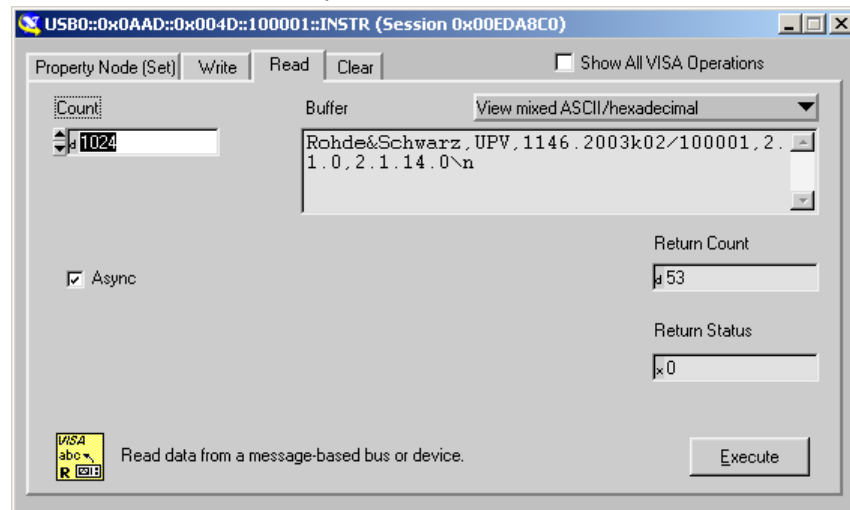 USB0::0x0AAD::0x004D::100001::INSTR (Session 0x00EDA8C0)
Property Node (Set) Write Read Clear Show All VISA Operations
Count Buffer View mixed ASCII/hexadecimal
d 1024
Rohde&Schwarz,UPV,1146.2003k02/100001,2.
1.0,2.1.14.0\n
Return Count
Async d 53
Return Status
x 0
VISA
abc
R
Read data from a message-based bus or device. Execute